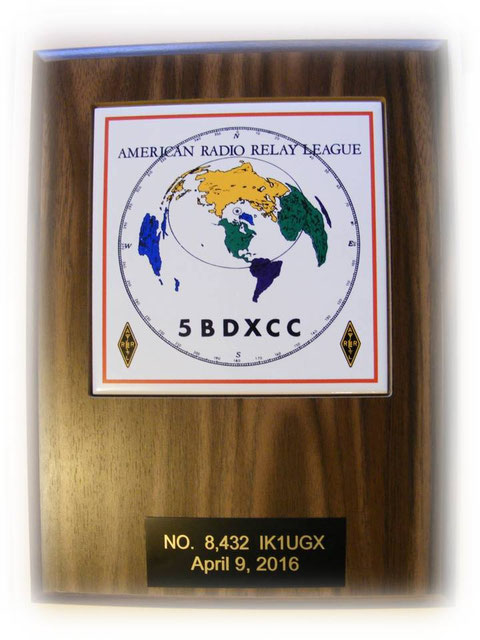 AMERICAN RADIO RELAY LEAGUE
N
W
E
5BDXCC
S
NO. 8,432 IK1UGX
April 9, 2016